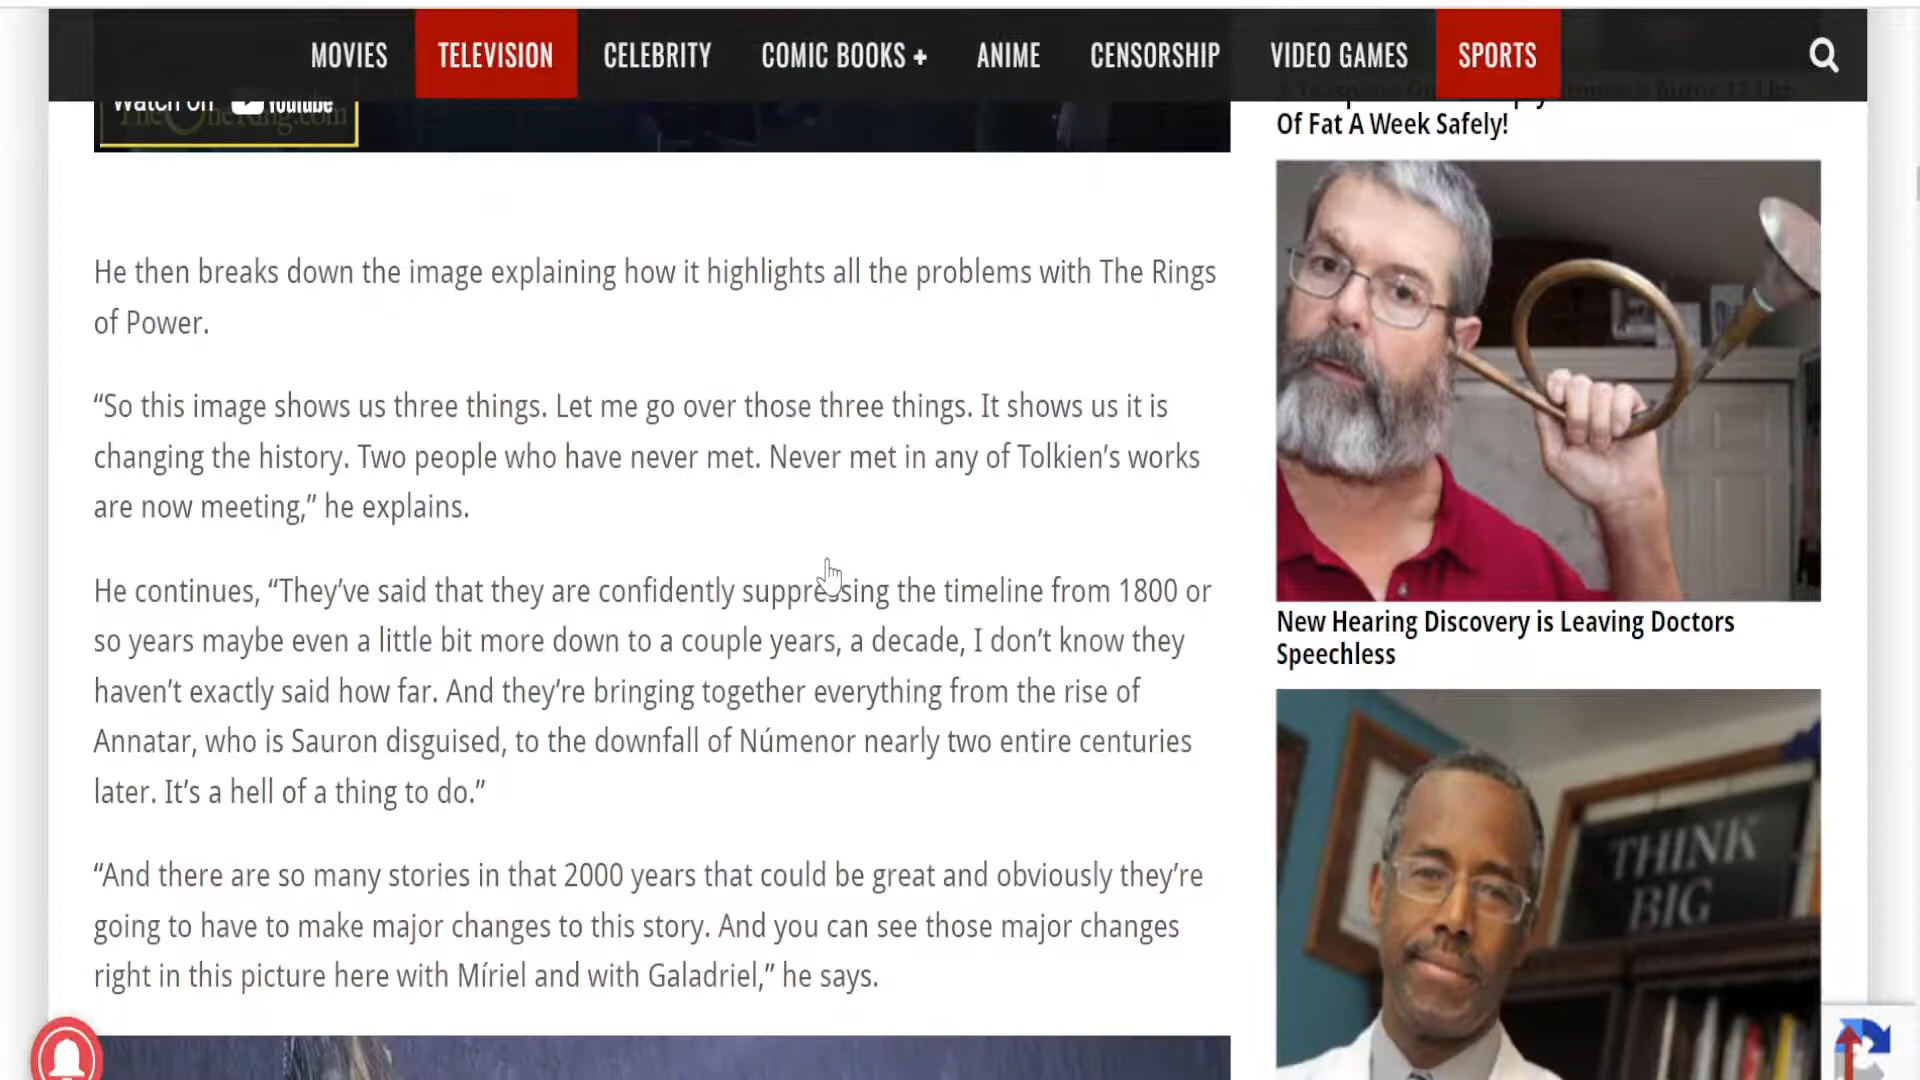 MOVIES TELEVISION CELEBRITY COMIC BOOKS + ANIME CENSORSHIP VIDEO GAMES SPORTS
Watch on YouTube
TheOneRing.com
Of Fat A Week Safely!
He then breaks down the image explaining how it highlights all the problems with The Rings
of Power.
“So this image shows us three things. Let me go over those three things. It shows us it is
changing the history. Two people who have never met. Never met in any of Tolkien’s works
are now meeting,” he explains.
He continues, “They’ve said that they are confidently suppressing the timeline from 1800 or
so years maybe even a little bit more down to a couple years, a decade, I don’t know they
haven’t exactly said how far. And they’re bringing together everything from the rise of
Annatar, who is Sauron disguised, to the downfall of Númenor nearly two entire centuries
later. It’s a hell of a thing to do.”
“And there are so many stories in that 2000 years that could be great and obviously they’re
going to have to make major changes to this story. And you can see those major changes
right in this picture here with Míriel and with Galadriel,” he says.
New Hearing Discovery is Leaving Doctors
Speechless
THINK
BIG